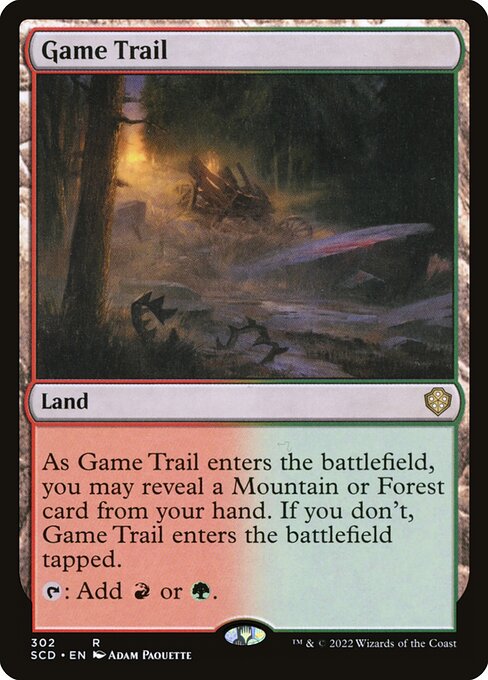 Game Trail
Land
As Game Trail enters the battlefield,
you may reveal a Mountain or Forest
card from your hand. If you don't,
Game Trail enters the battlefield
tapped.
: Add or .
302 R
SCD • EN Adam Paquette
™ & © 2022 Wizards of the Coast